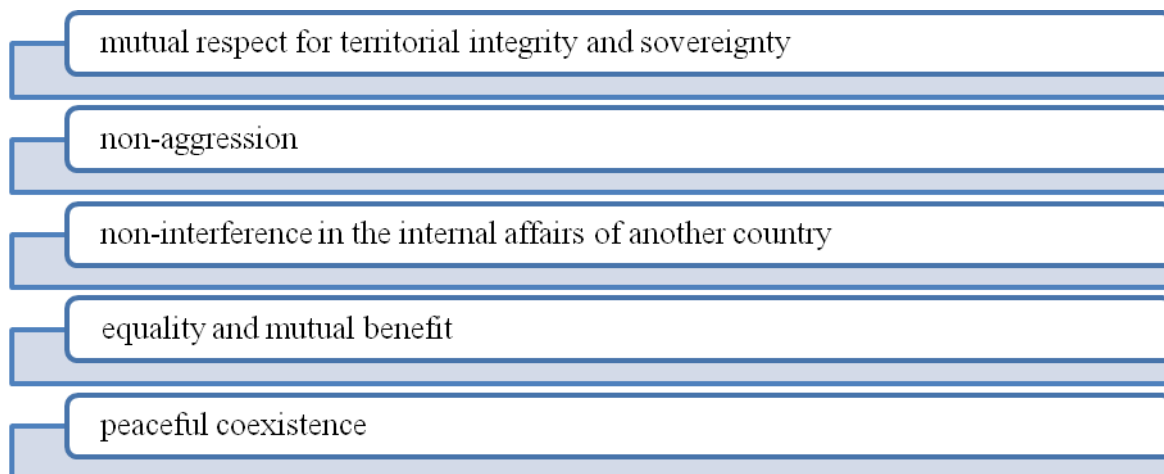 mutual respect for territorial integrity and sovereignty
non-aggression
non-interference in the internal affairs of another country
equality and mutual benefit
peaceful coexistence